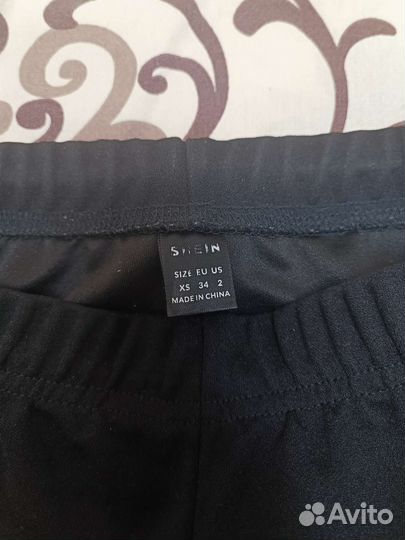 SHEIN
SIZE EU US
XS 34 2
MADE IN CHINA
Avito